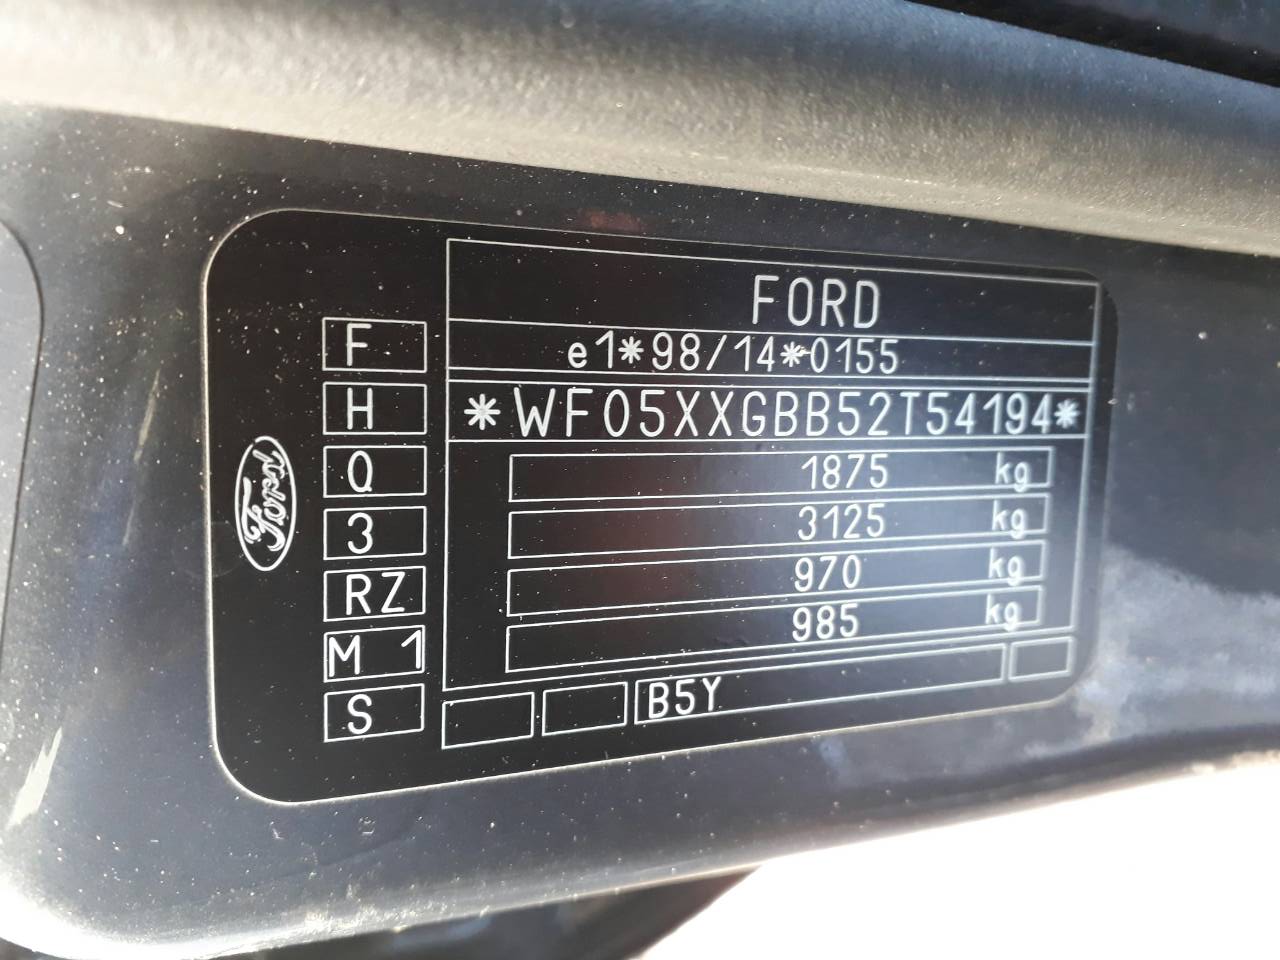 FORD
F e1*98/14*0155
H *WF05XXGBB52T54194*
Q 1875 kg
3 3125 kg
RZ 970 kg
M 1 985 kg
S B5Y
Ford